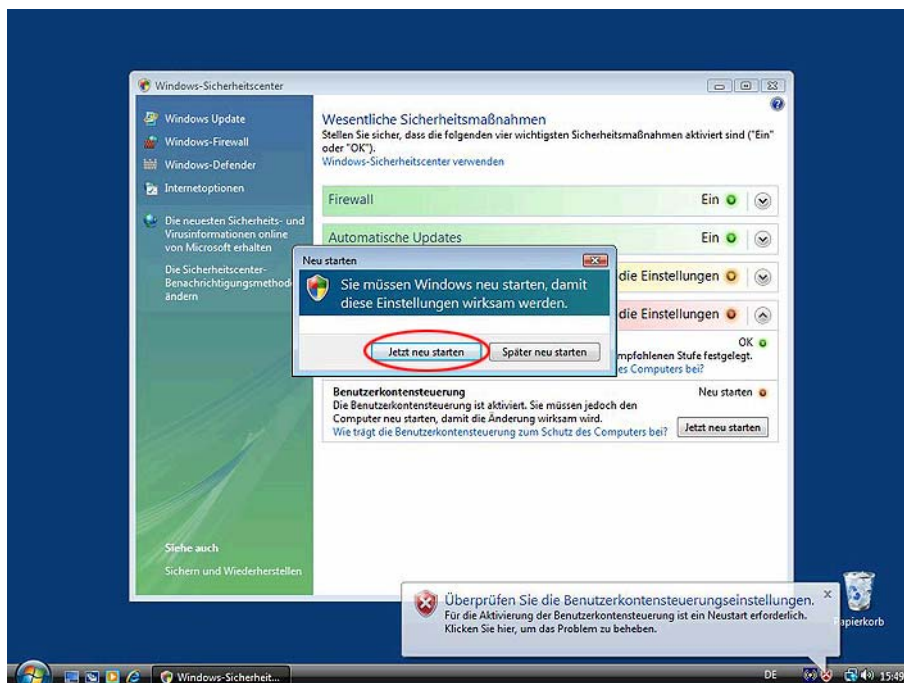 Windows-Sicherheitscenter
Windows Update
Windows-Firewall
Windows-Defender
Internetoptionen
Die neuesten Sicherheits- und
Virusinformationen online
von Microsoft erhalten
Die Sicherheitscenter-
Benachrichtigungsmethod
ändern
Siehe auch
Sichern und Wiederherstellen
Wesentliche Sicherheitsmaßnahmen
Stellen Sie sicher, dass die folgenden vier wichtigsten Sicherheitsmaßnahmen aktiviert sind ("Ein"
oder "OK").
Windows-Sicherheitscenter verwenden
Firewall Ein
Automatische Updates Ein
die Einstellungen
die Einstellungen
OK
mpfohlenen Stufe festgelegt.
es Computers bei?
Neu starten
Sie müssen Windows neu starten, damit
diese Einstellungen wirksam werden.
Jetzt neu starten Später neu starten
Benutzerkontensteuerung Neu starten
Die Benutzerkontensteuerung ist aktiviert. Sie müssen jedoch den
Computer neu starten, damit die Änderung wirksam wird.
Wie trägt die Benutzerkontensteuerung zum Schutz des Computers bei?
Jetzt neu starten
Überprüfen Sie die Benutzerkontensteuerungseinstellungen. x
Für die Aktivierung der Benutzerkontensteuerung ist ein Neustart erforderlich.
Klicken Sie hier, um das Problem zu beheben.
apierkorb
Windows-Sicherheit...
DE
15:49